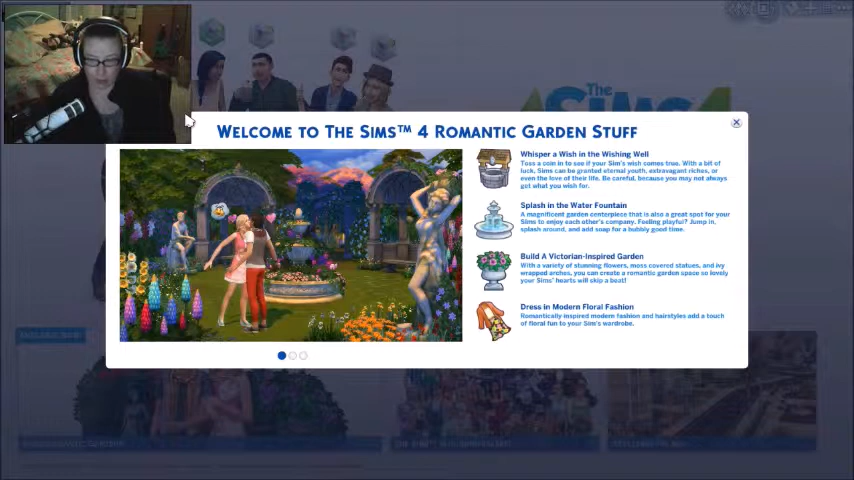 The
SIMS 4
WELCOME TO THE SIMS™ 4 ROMANTIC GARDEN STUFF
Whisper a Wish in the Wishing Well
Toss a coin in to see if your Sim's wish comes true. With a bit of
luck, Sims can be granted eternal youth, extravagant riches, or
even the love of their life. Be careful, because you may not always
get what you wish for.
Splash in the Water Fountain
A magnificent garden centerpiece that is also a great spot for your
Sims to enjoy each other's company. Feeling playful? Jump in,
splash around, and add soap for a bubbly good time.
Build A Victorian-Inspired Garden
With a variety of stunning flowers, moss covered statues, and ivy
wrapped arches, you can create a romantic garden space so lovely
your Sims' hearts will skip a beat!
Dress in Modern Floral Fashion
Romantically inspired modern fashion and hairstyles add a touch
of floral fun to your Sim's wardrobe.